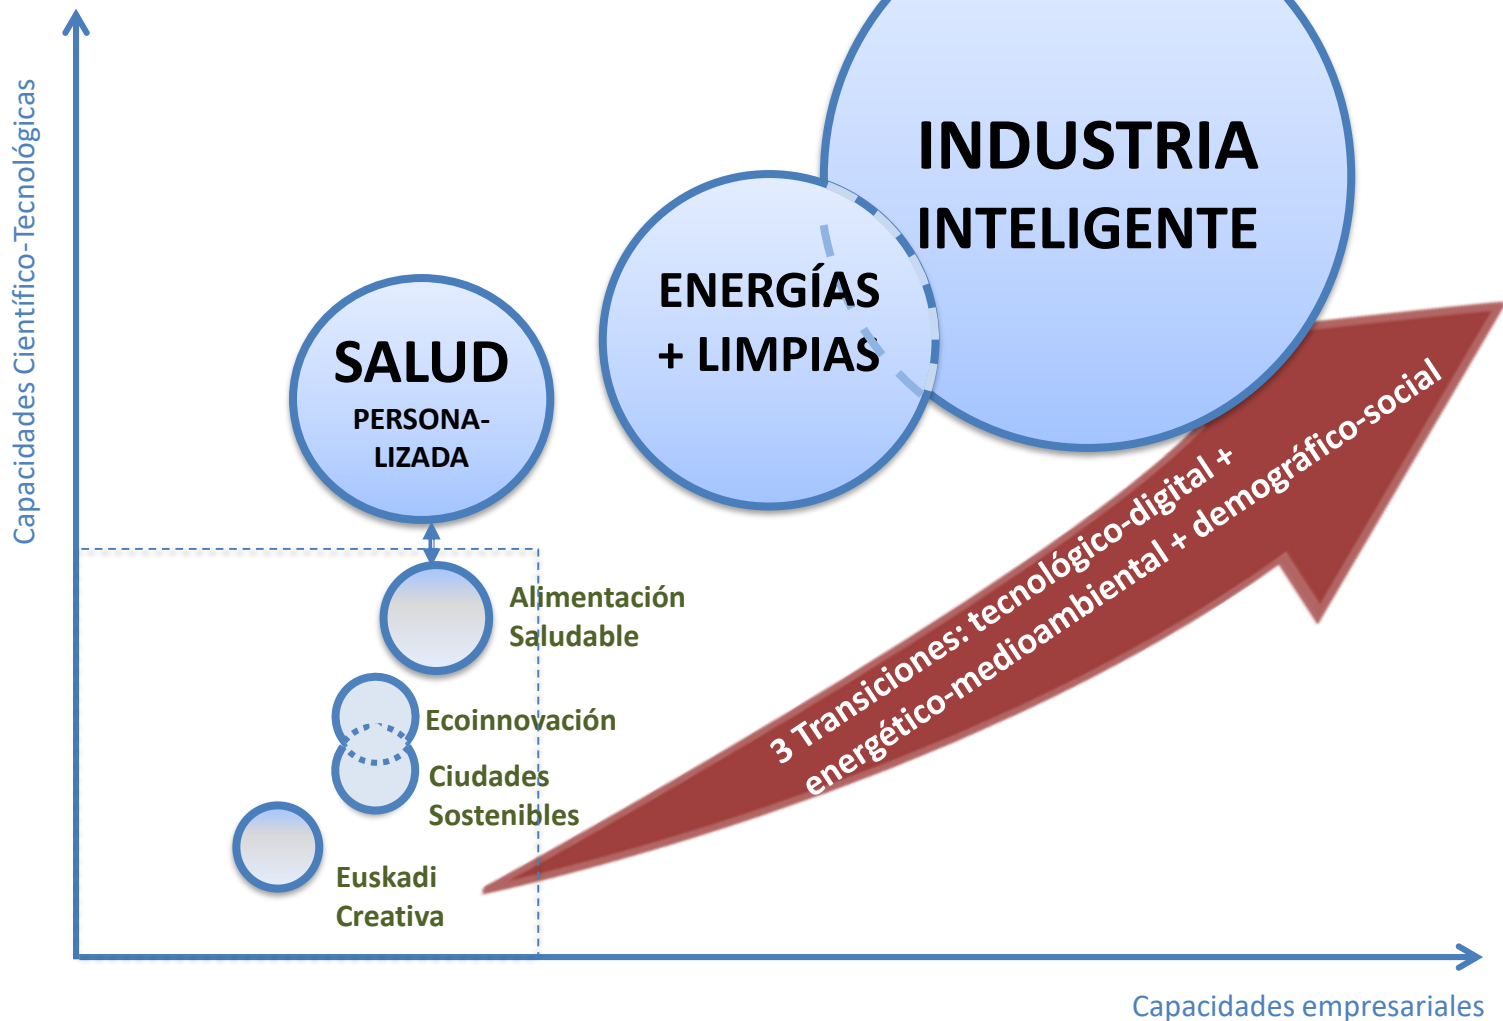 Capacidades Científico-Tecnológicas
INDUSTRIA
INTELIGENTE
ENERGÍAS
+ LIMPIAS
SALUD
PERSONA-
LIZADA
Alimentación
Saludable
Ecoinnovación
Ciudades
Sostenibles
Euskadi
Creativa
3 Transiciones: tecnológico-digital +
energético-medioambiental + demográfico-social
Capacidades empresariales